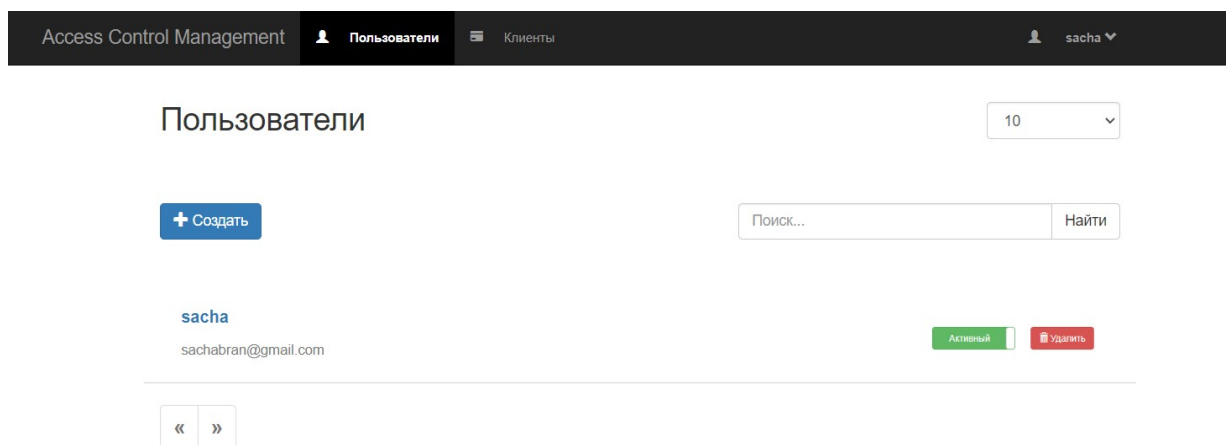 Access Control Management Пользователи Клиенты sacha
Пользователи 10
Создать Поиск... Найти
sacha
sachabran@gmail.com
Активный Удалить
« »